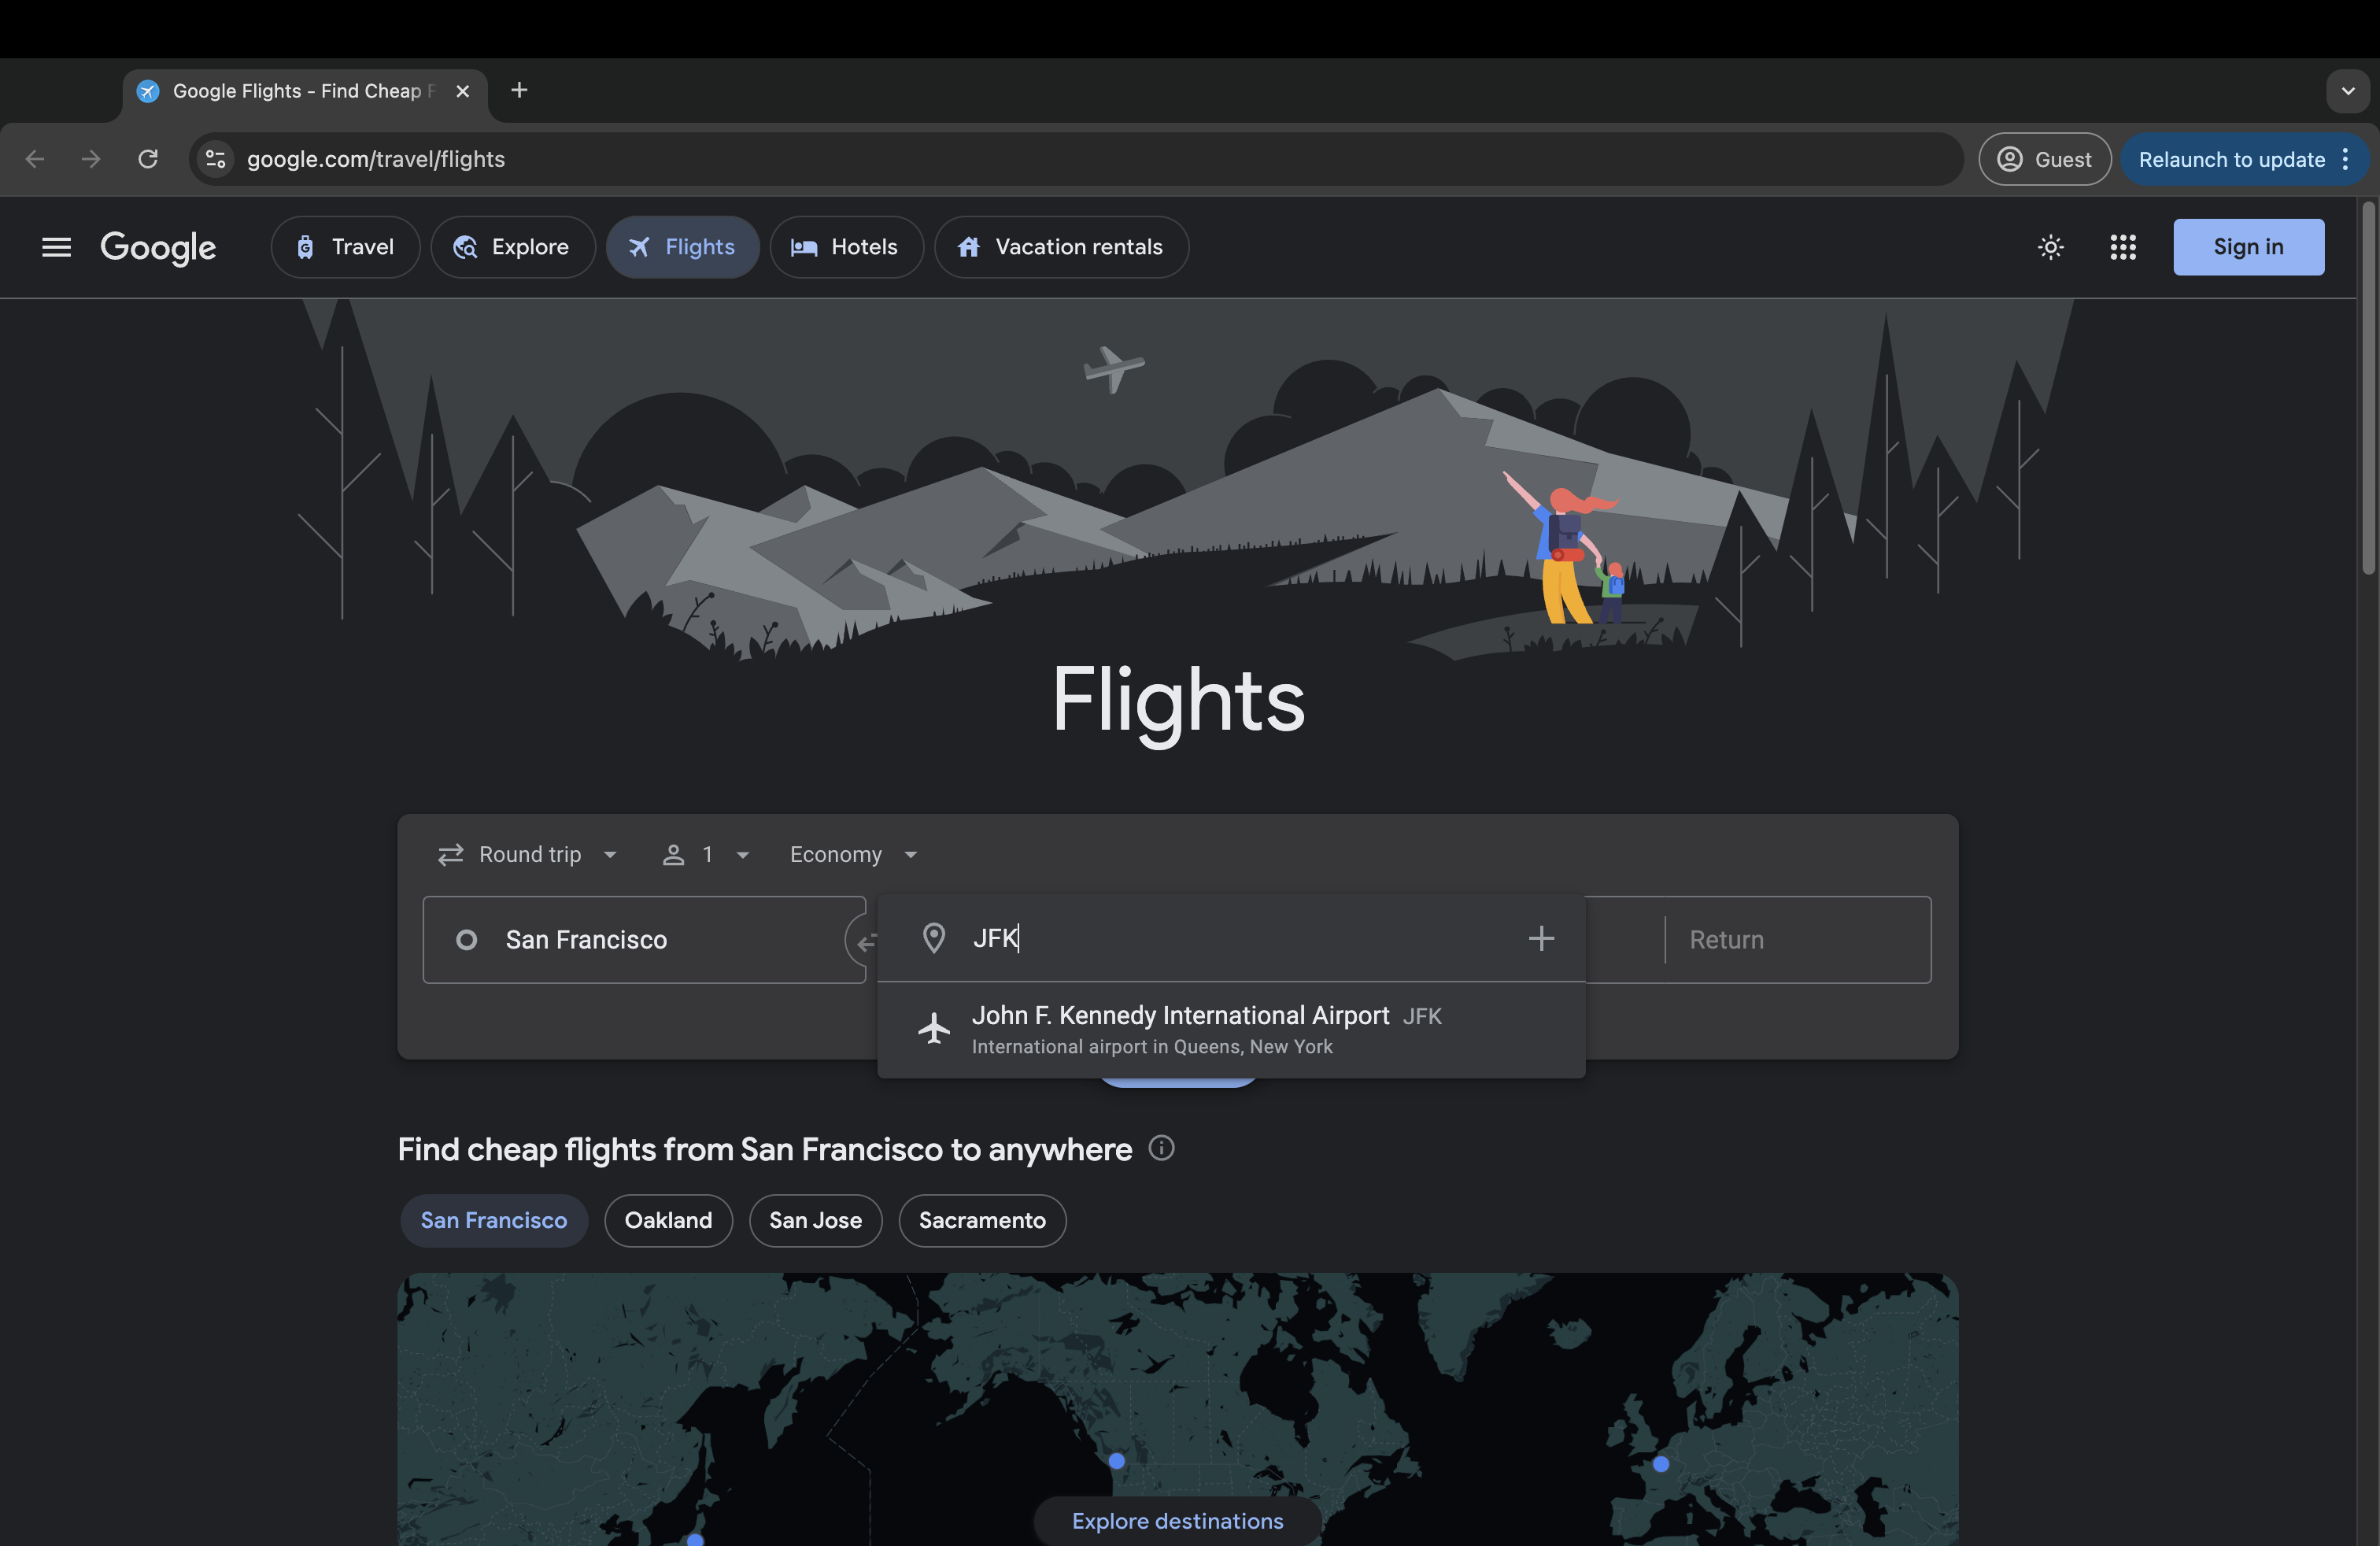 Google Flights - Find Cheap F
google.com/travel/flights
Guest
Relaunch to update
Google
Travel
Explore
Flights
Hotels
Vacation rentals
Sign in
Flights
Round trip
1
Economy
San Francisco
JFK
Return
John F. Kennedy International Airport JFK
International airport in Queens, New York
Find cheap flights from San Francisco to anywhere
San Francisco
Oakland
San Jose
Sacramento
Explore destinations